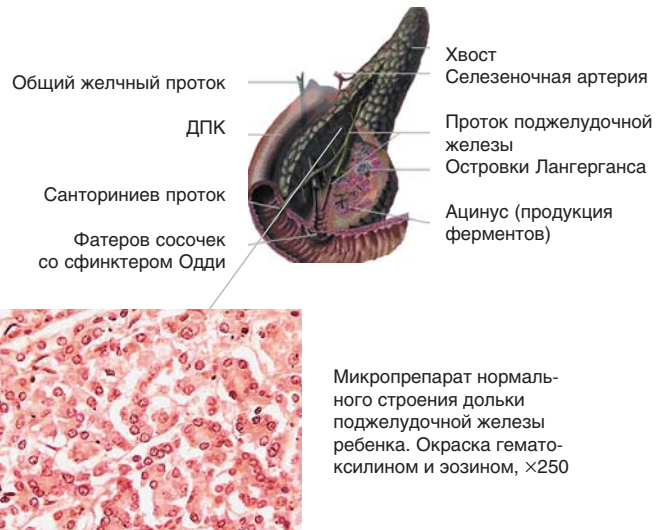 Общий желчный проток
ДПК
Санториниев проток
Фатеров сосочек
со сфинктером Одди
Хвост
Селезеночная артерия
Проток поджелудочной
железы
Островки Лангерганса
Ацинус (продукция
ферментов)
Микропрепарат нормаль-
ного строения дольки
поджелудочной железы
ребенка. Окраска гемато-
ксилином и эозином, ×250